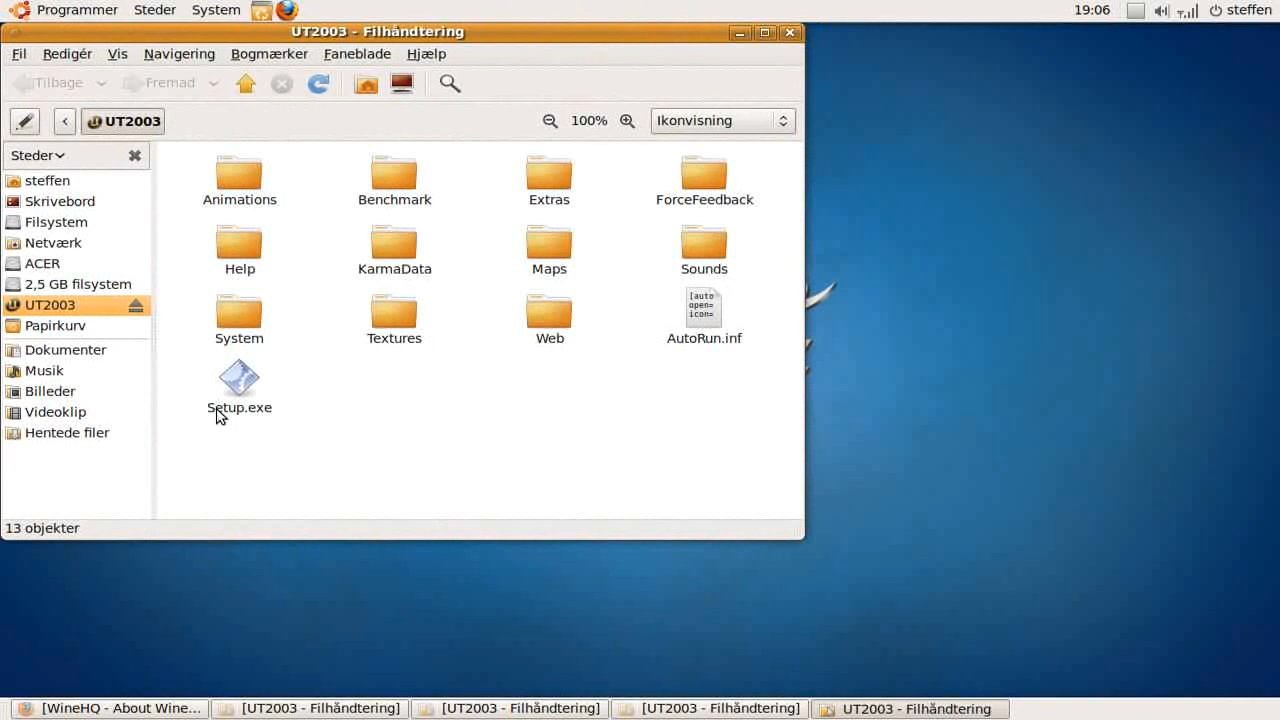 Programmer Steder System 19:06 steffen
UT2003 - Filhåndtering
Fil Redigér Vis Navigering Bogmærker Faneblade Hjælp
Tilbage Fremad
UT2003 100% Ikonvisning
Steder
steffen
Skrivebord
Filsystem
Netværk
ACER
2,5 GB filsystem
UT2003
Papirkurv
Dokumenter
Musik
Billeder
Videoklip
Hentede filer
Animations Benchmark Extras ForceFeedback
Help KarmaData Maps Sounds
[auto
open=
icon=
System Textures Web AutoRun.inf
Setup.exe
13 objekter
[WineHQ - About Wine... [UT2003 - Filhåndtering] [UT2003 - Filhåndtering] [UT2003 - Filhåndtering] UT2003 - Filhåndtering